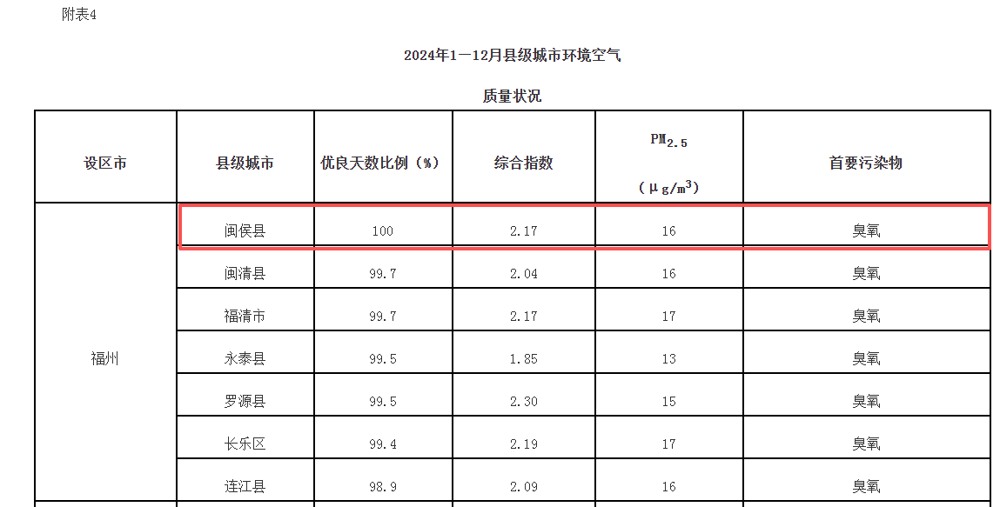 附表4
2024年1—12月县级城市环境空气
质量状况
设区市 县级城市 优良天数比例（%） 综合指数 PM2.5 （μg/m3） 首要污染物
福州
闽侯县 100 2.17 16 臭氧
闽清县 99.7 2.04 16 臭氧
福清市 99.7 2.17 17 臭氧
永泰县 99.5 1.85 13 臭氧
罗源县 99.5 2.30 15 臭氧
长乐区 99.4 2.19 17 臭氧
连江县 98.9 2.09 16 臭氧